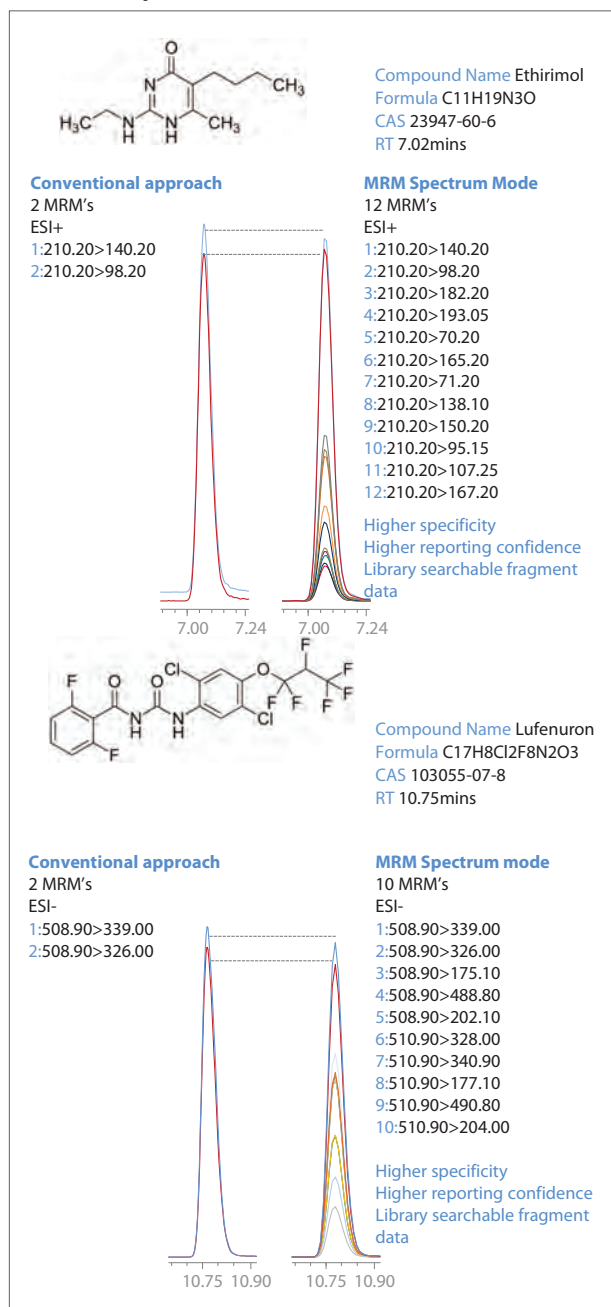 O
N
CH3
H3C
N
H
NH
CH3
Compound Name Ethirimol
Formula C11H19N3O
CAS 23947-60-6
RT 7.02mins
Conventional approach
2 MRM's
ESI+
1:210.20>140.20
2:210.20>98.20
MRM Spectrum Mode
12 MRM's
ESI+
1:210.20>140.20
2:210.20>98.20
3:210.20>182.20
4:210.20>193.05
5:210.20>70.20
6:210.20>165.20
7:210.20>71.20
8:210.20>138.10
9:210.20>150.20
10:210.20>95.15
11:210.20>107.25
12:210.20>167.20
Higher specificity
Higher reporting confidence
Library searchable fragment
data
7.00 7.24
7.00 7.24
F
O
O
N
H
NH
F
Cl
Cl
O
F
F
F
F
F
F
Compound Name Lufenuron
Formula C17H8Cl2F8N2O3
CAS 103055-07-8
RT 10.75mins
Conventional approach
2 MRM's
ESI-
1:508.90>339.00
2:508.90>326.00
MRM Spectrum mode
10 MRM's
ESI-
1:508.90>339.00
2:508.90>326.00
3:508.90>175.10
4:508.90>488.80
5:508.90>202.10
6:510.90>328.00
7:510.90>340.90
8:510.90>177.10
9:510.90>490.80
10:510.90>204.00
Higher specificity
Higher reporting confidence
Library searchable fragment
data
10.75 10.90
10.75 10.90